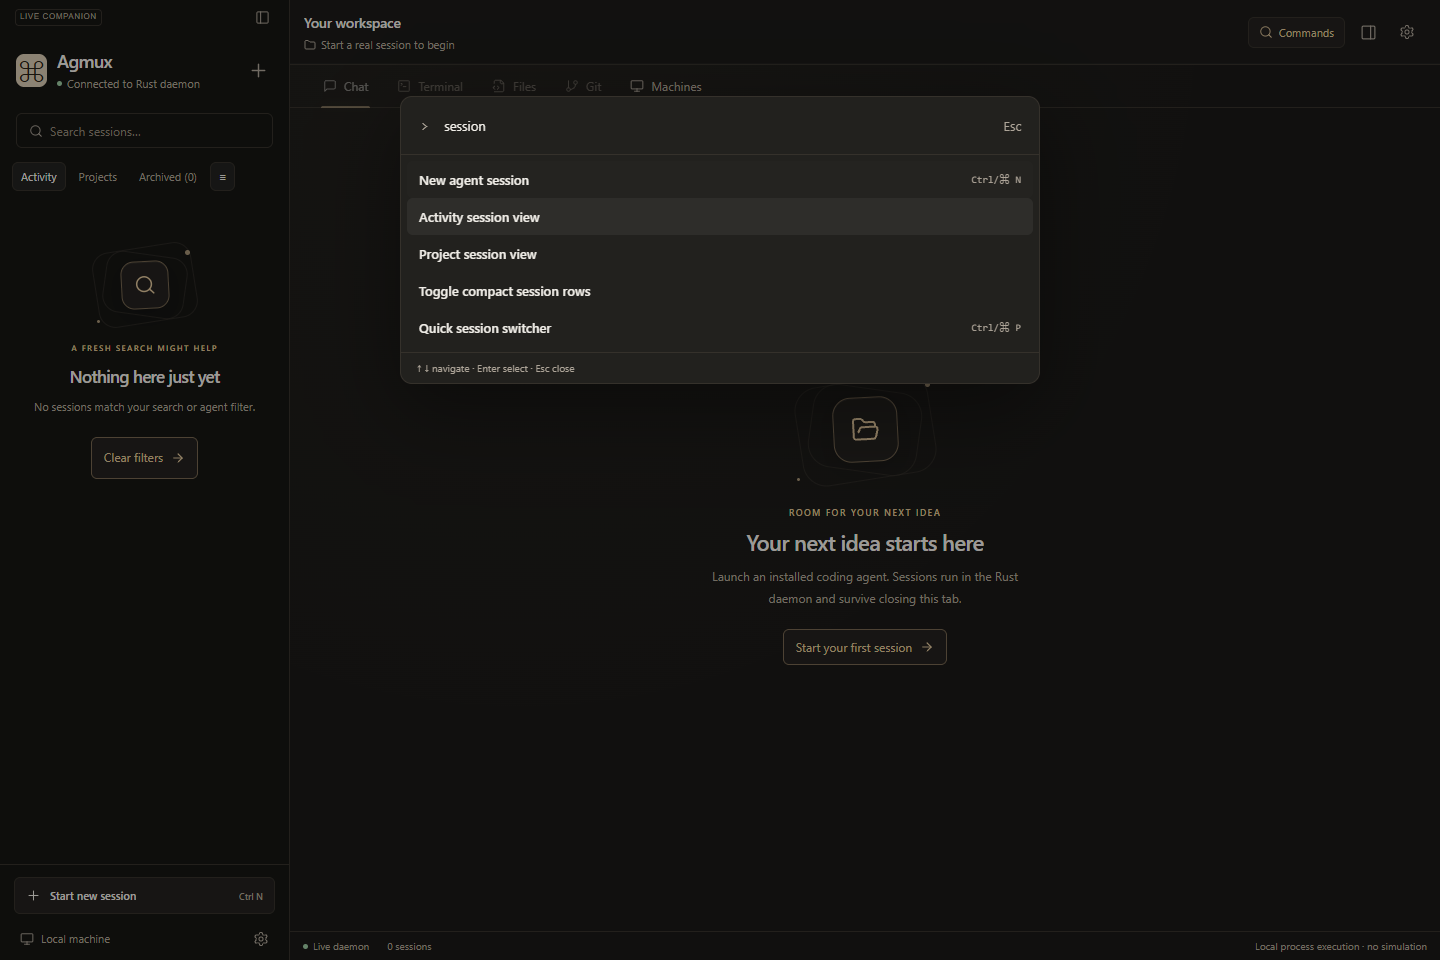 LIVE COMPANION
Agmux
Connected to Rust daemon
Search sessions...
Activity
Projects
Archived (0)
A FRESH SEARCH MIGHT HELP
Nothing here just yet
No sessions match your search or agent filter.
Clear filters
Start new session
Ctrl N
Local machine
Your workspace
Start a real session to begin
Commands
Chat
Terminal
Files
Git
Machines
session
Esc
New agent session
Ctrl/⌘ N
Activity session view
Project session view
Toggle compact session rows
Quick session switcher
Ctrl/⌘ P
↑↓ navigate · Enter select · Esc close
ROOM FOR YOUR NEXT IDEA
Your next idea starts here
Launch an installed coding agent. Sessions run in the Rust
daemon and survive closing this tab.
Start your first session
Live daemon
0 sessions
Local process execution · no simulation